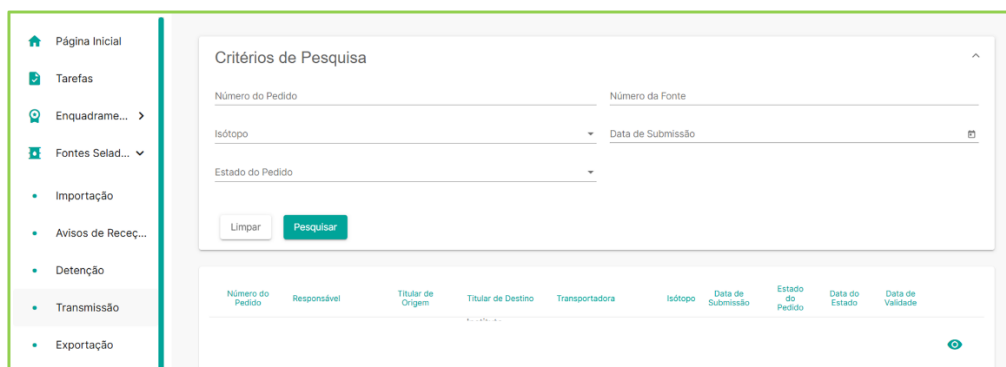 Página Inicial
Tarefas
Enquadrame...
Fontes Selad...
Importação
Avisos de Receç...
Detenção
Transmissão
Exportação
Critérios de Pesquisa
Número do Pedido
Número da Fonte
Isótopo
Data de Submissão
Estado do Pedido
Limpar
Pesquisar
Número do Pedido
Responsável
Titular de Origem
Titular de Destino
Transportadora
Isótopo
Data de Submissão
Estado do Pedido
Data do Estado
Data de Validade